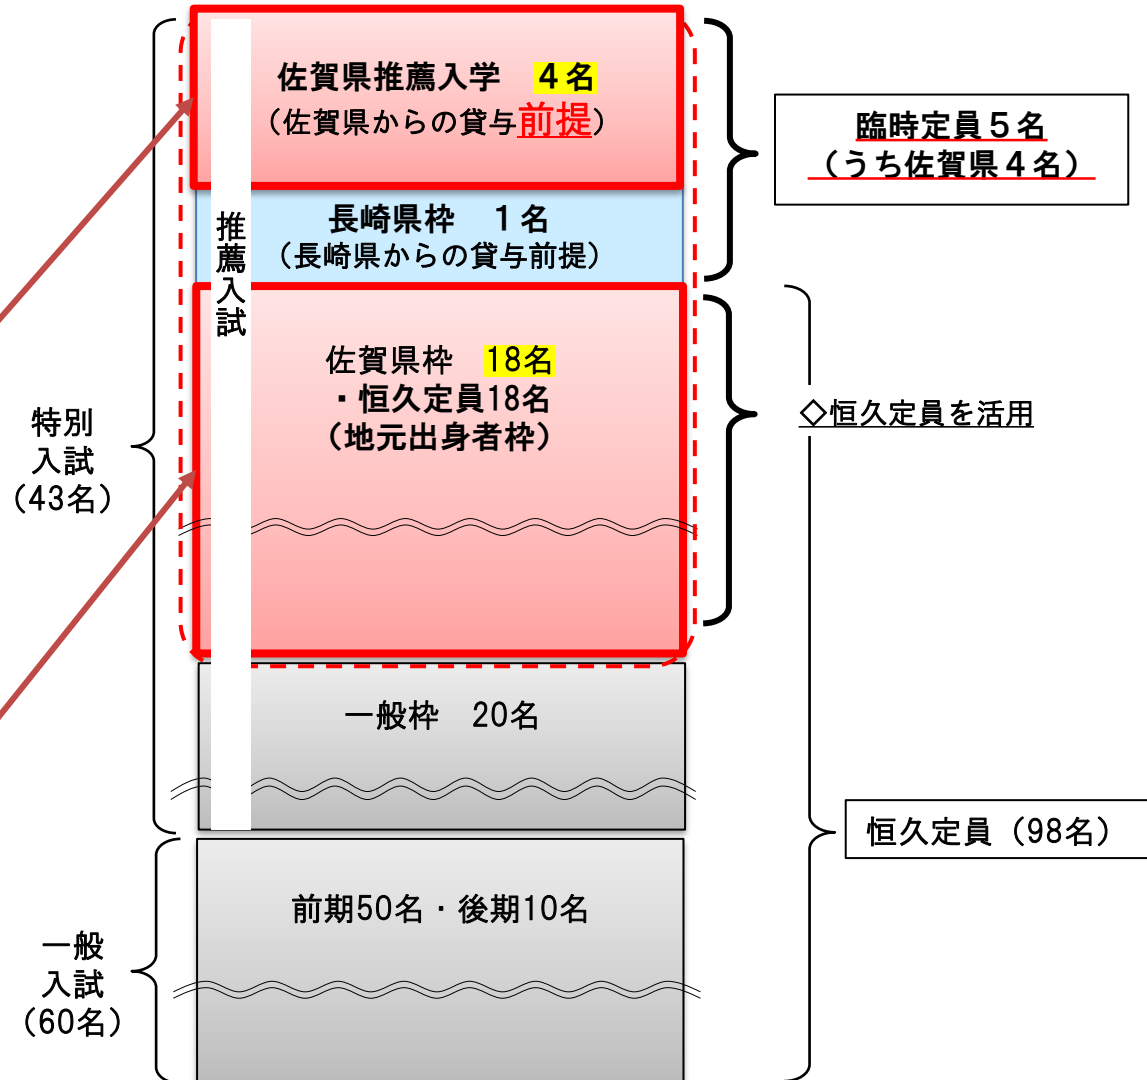 佐賀県推薦入学　４名
（佐賀県からの貸与前提）
臨時定員５名
（うち佐賀県４名）
長崎県枠　１名
（長崎県からの貸与前提）
推薦入試
佐賀県枠　18名
・恒久定員18名
（地元出身者枠）
◇恒久定員を活用
特別
入試
（43名）
一般枠　20名
恒久定員（98名）
前期50名・後期10名
一般
入試
（60名）